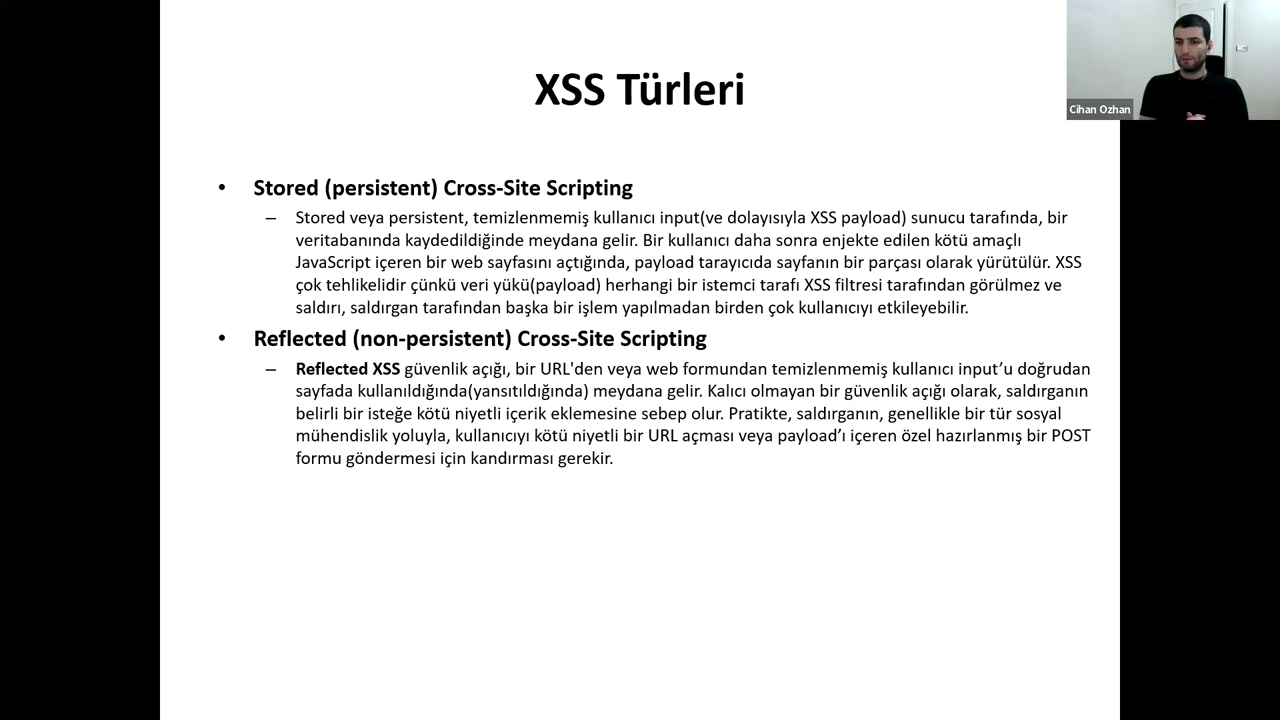 XSS Türleri
Cihan Ozhan
• Stored (persistent) Cross-Site Scripting
– Stored veya persistent, temizlenmemiş kullanıcı input(ve dolayısıyla XSS payload) sunucu tarafında, bir
veritabanında kaydedildiğinde meydana gelir. Bir kullanıcı daha sonra enjekte edilen kötü amaçlı
JavaScript içeren bir web sayfasını açtığında, payload tarayıcıda sayfanın bir parçası olarak yürütülür. XSS
çok tehlikelidir çünkü veri yükü(payload) herhangi bir istemci tarafı XSS filtresi tarafından görülmez ve
saldırı, saldırgan tarafından başka bir işlem yapılmadan birden çok kullanıcıyı etkileyebilir.
• Reflected (non-persistent) Cross-Site Scripting
– Reflected XSS güvenlik açığı, bir URL'den veya web formundan temizlenmemiş kullanıcı input’u doğrudan
sayfada kullanıldığında(yansıtıldığında) meydana gelir. Kalıcı olmayan bir güvenlik açığı olarak, saldırganın
belirli bir isteğe kötü niyetli içerik eklemesine sebep olur. Pratikte, saldırganın, genellikle bir tür sosyal
mühendislik yoluyla, kullanıcıyı kötü niyetli bir URL açması veya payload’ı içeren özel hazırlanmış bir POST
formu göndermesi için kandırması gerekir.